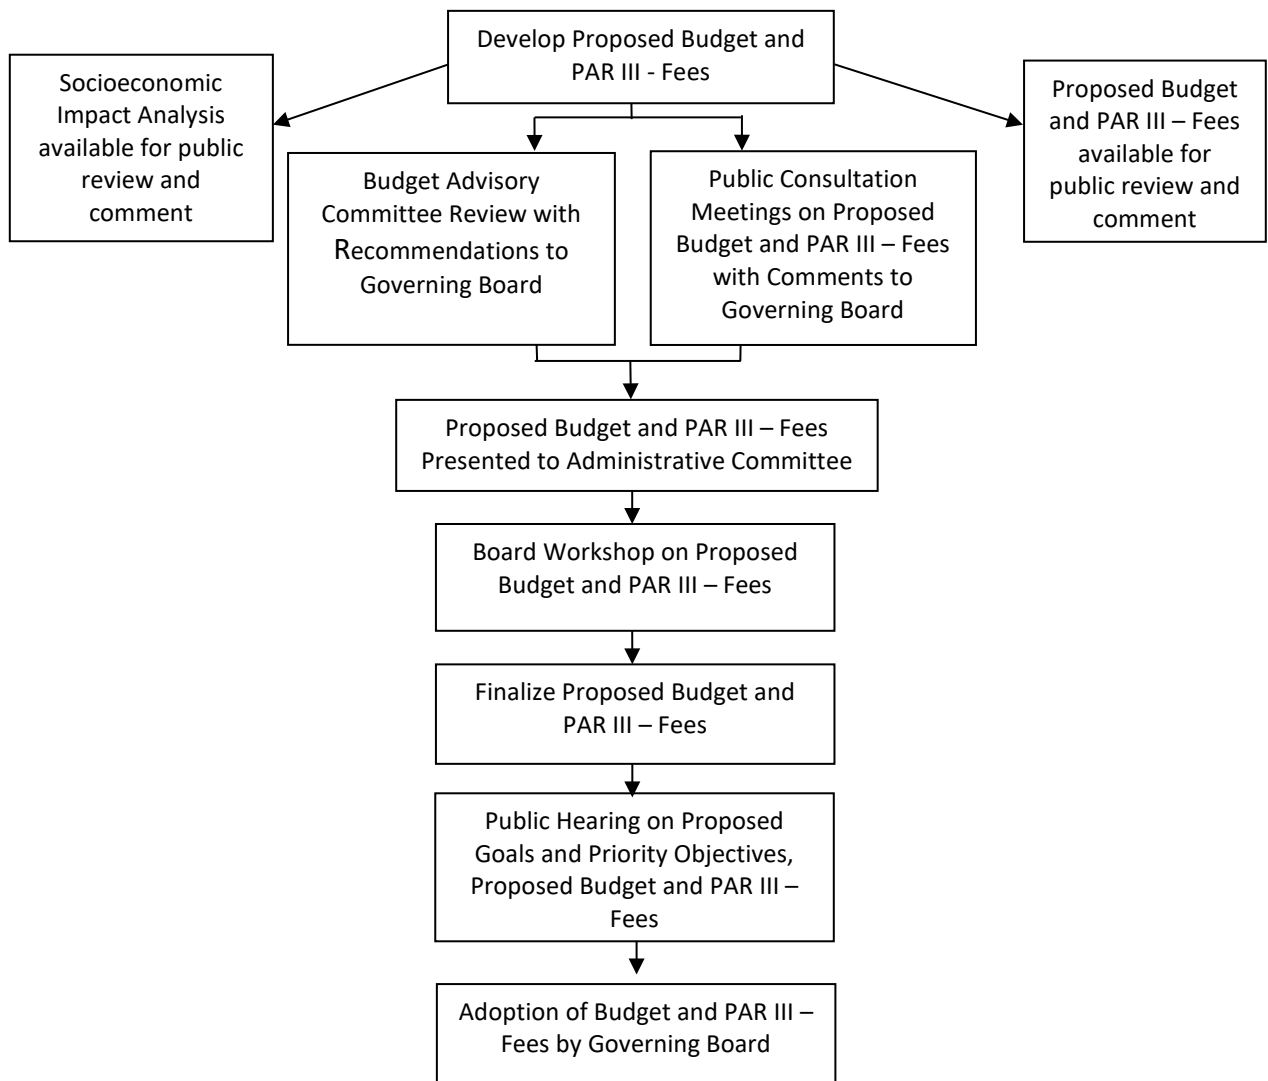 Develop Proposed Budget and
PAR III - Fees
Socioeconomic
Impact Analysis
available for public
review and
comment
Proposed Budget
and PAR III – Fees
available for
public review and
comment
Budget Advisory
Committee Review with
Recommendations to
Governing Board
Public Consultation
Meetings on Proposed
Budget and PAR III – Fees
with Comments to
Governing Board
Proposed Budget and PAR III – Fees
Presented to Administrative Committee
Board Workshop on Proposed
Budget and PAR III – Fees
Finalize Proposed Budget and
PAR III – Fees
Public Hearing on Proposed
Goals and Priority Objectives,
Proposed Budget and PAR III –
Fees
Adoption of Budget and PAR III –
Fees by Governing Board